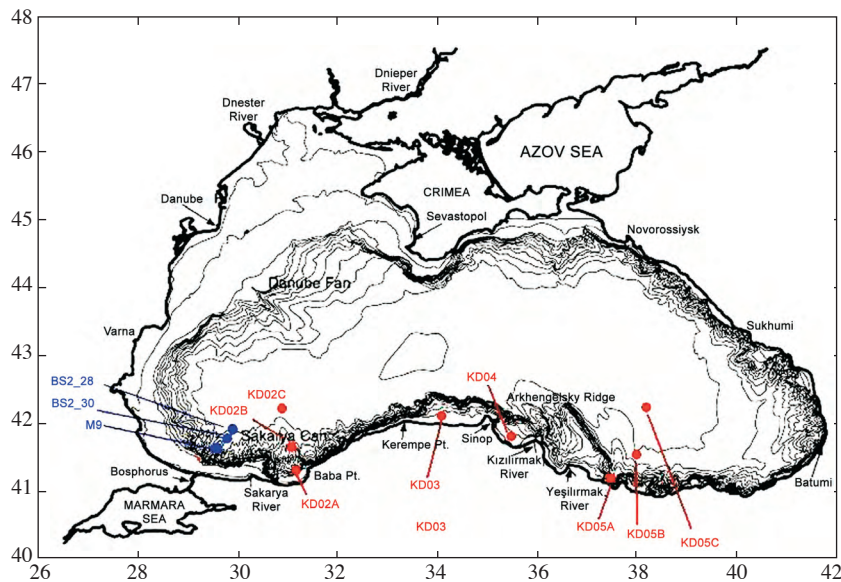 48
47
46
45
44
43
42
41
40
26
28
30
32
34
36
38
40
42
Dnieper
River
Dnester
River
AZOV SEA
CRIMEA
Danube
Sevastopol
Novorossiysk
Danube Fan
Varna
Sukhumi
BS2_28
KD02C
KD04
BS2_30
KD02B
Arkhengelsky Ridge
M9
Sakarya Can.
Kerempe Pt.
Sinop
Kızılırmak
River
Bosphorus
Baba Pt.
Batumi
KD03
Sakarya
River
KD02A
Yeşilırmak
River
MARMARA
SEA
KD03
KD05A
KD05B
KD05C